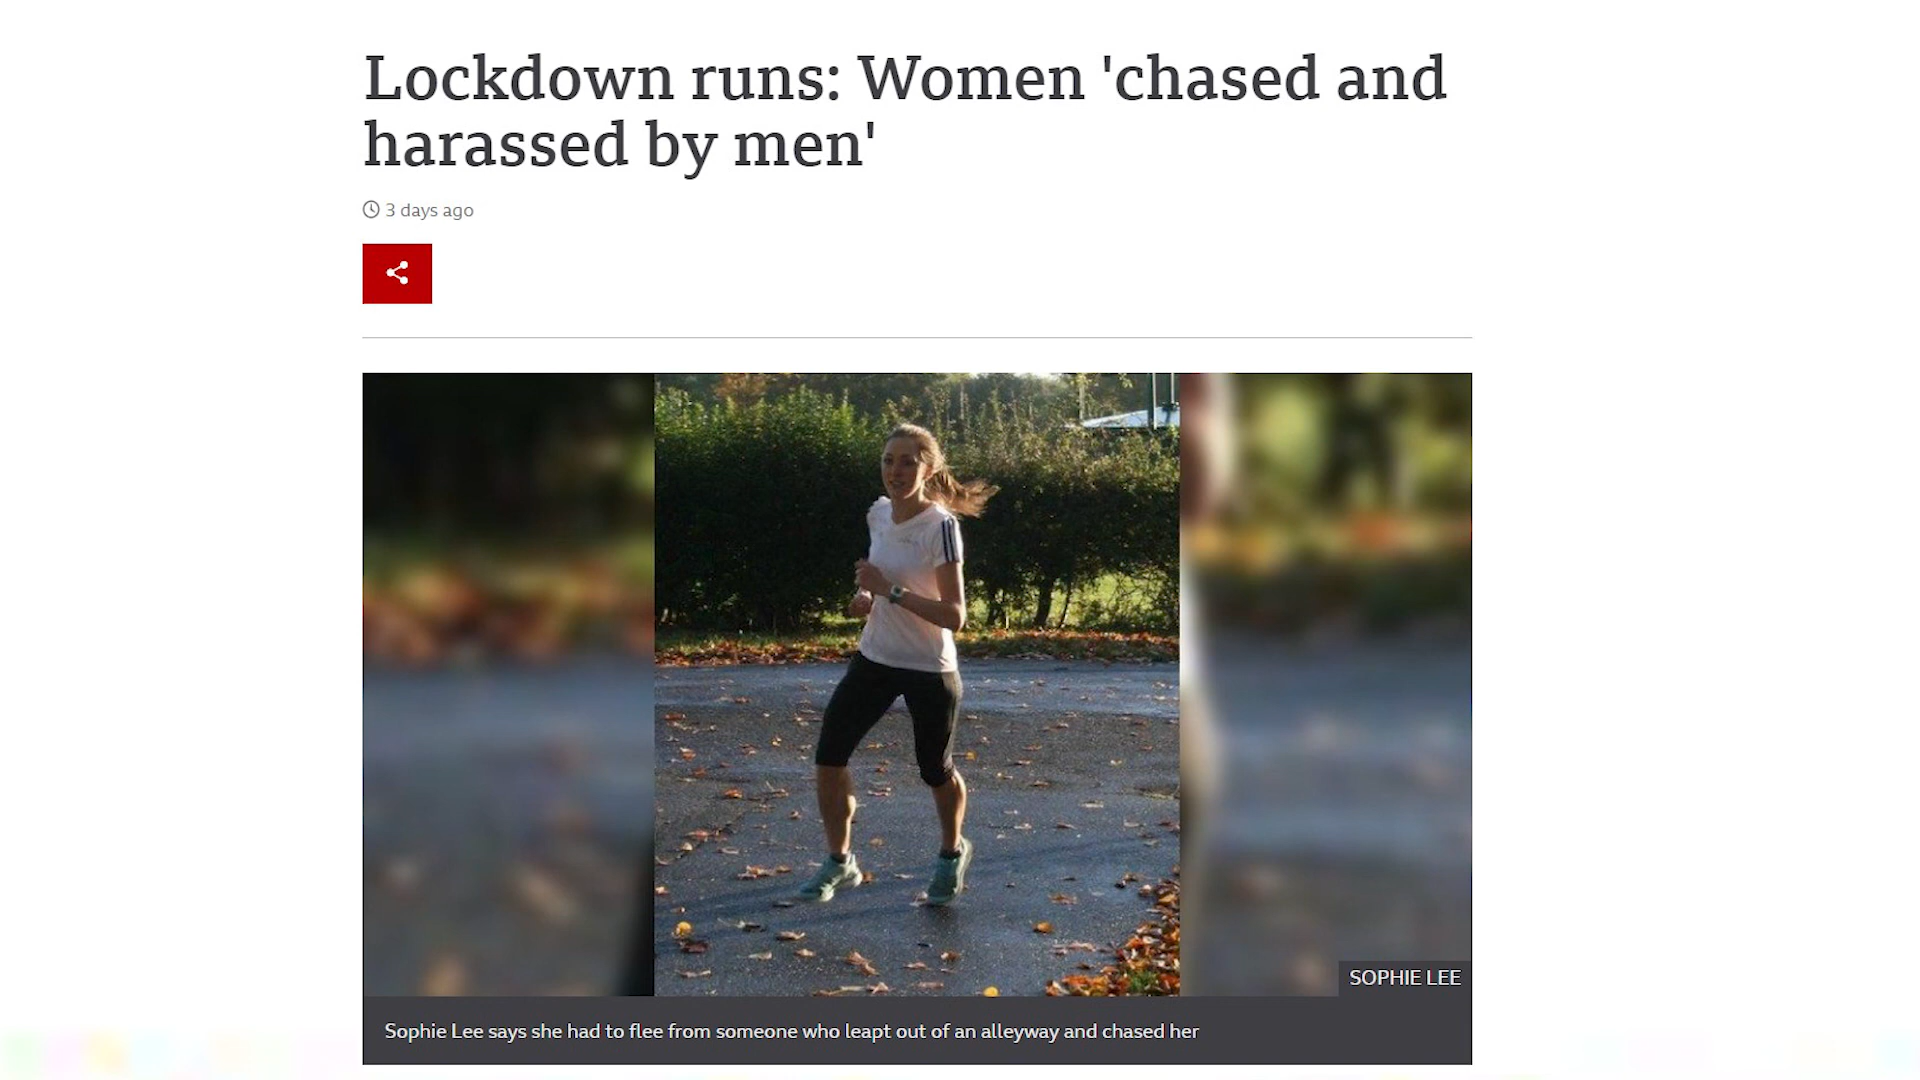 Lockdown runs: Women 'chased and
harassed by men'
3 days ago
SOPHIE LEE
Sophie Lee says she had to flee from someone who leapt out of an alleyway and chased her